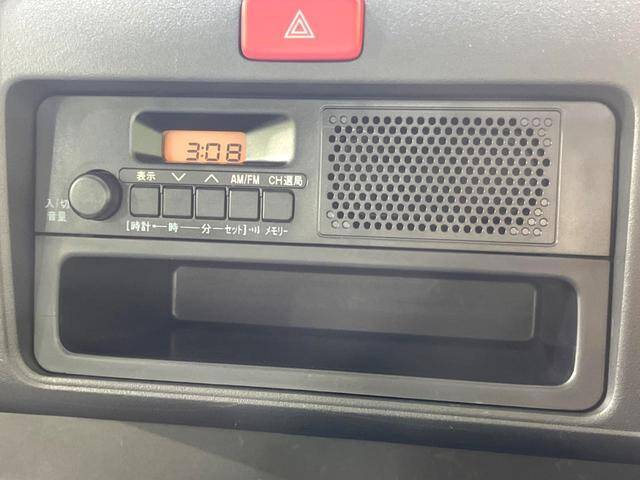 3:08
表示 ∨ ∧ AM/FM CH選局
入/切
音量
[時計 ←時 ― 分 ― セット] メモリー